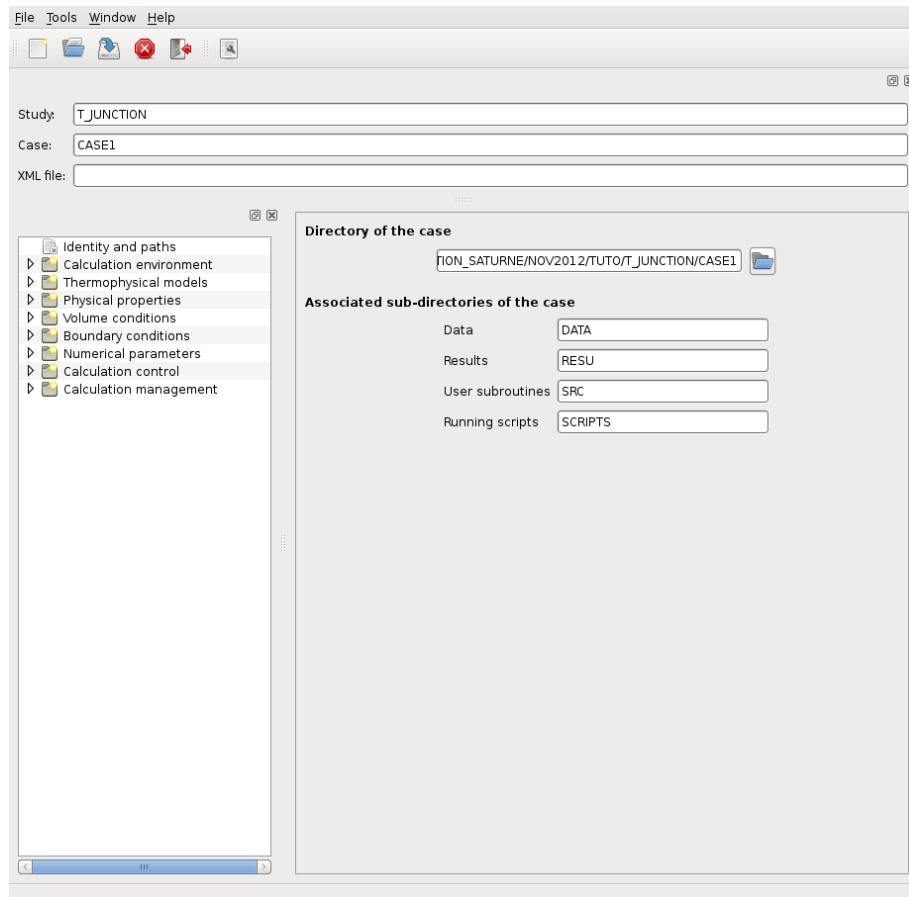 File Tools Window Help
Study: T_JUNCTION
Case: CASE1
XML file:
Identity and paths
Calculation environment
Thermophysical models
Physical properties
Volume conditions
Boundary conditions
Numerical parameters
Calculation control
Calculation management
Directory of the case
TION_SATURNE/NOV2012/TUTO/T_JUNCTION/CASE1
Associated sub-directories of the case
Data DATA
Results RESU
User subroutines SRC
Running scripts SCRIPTS